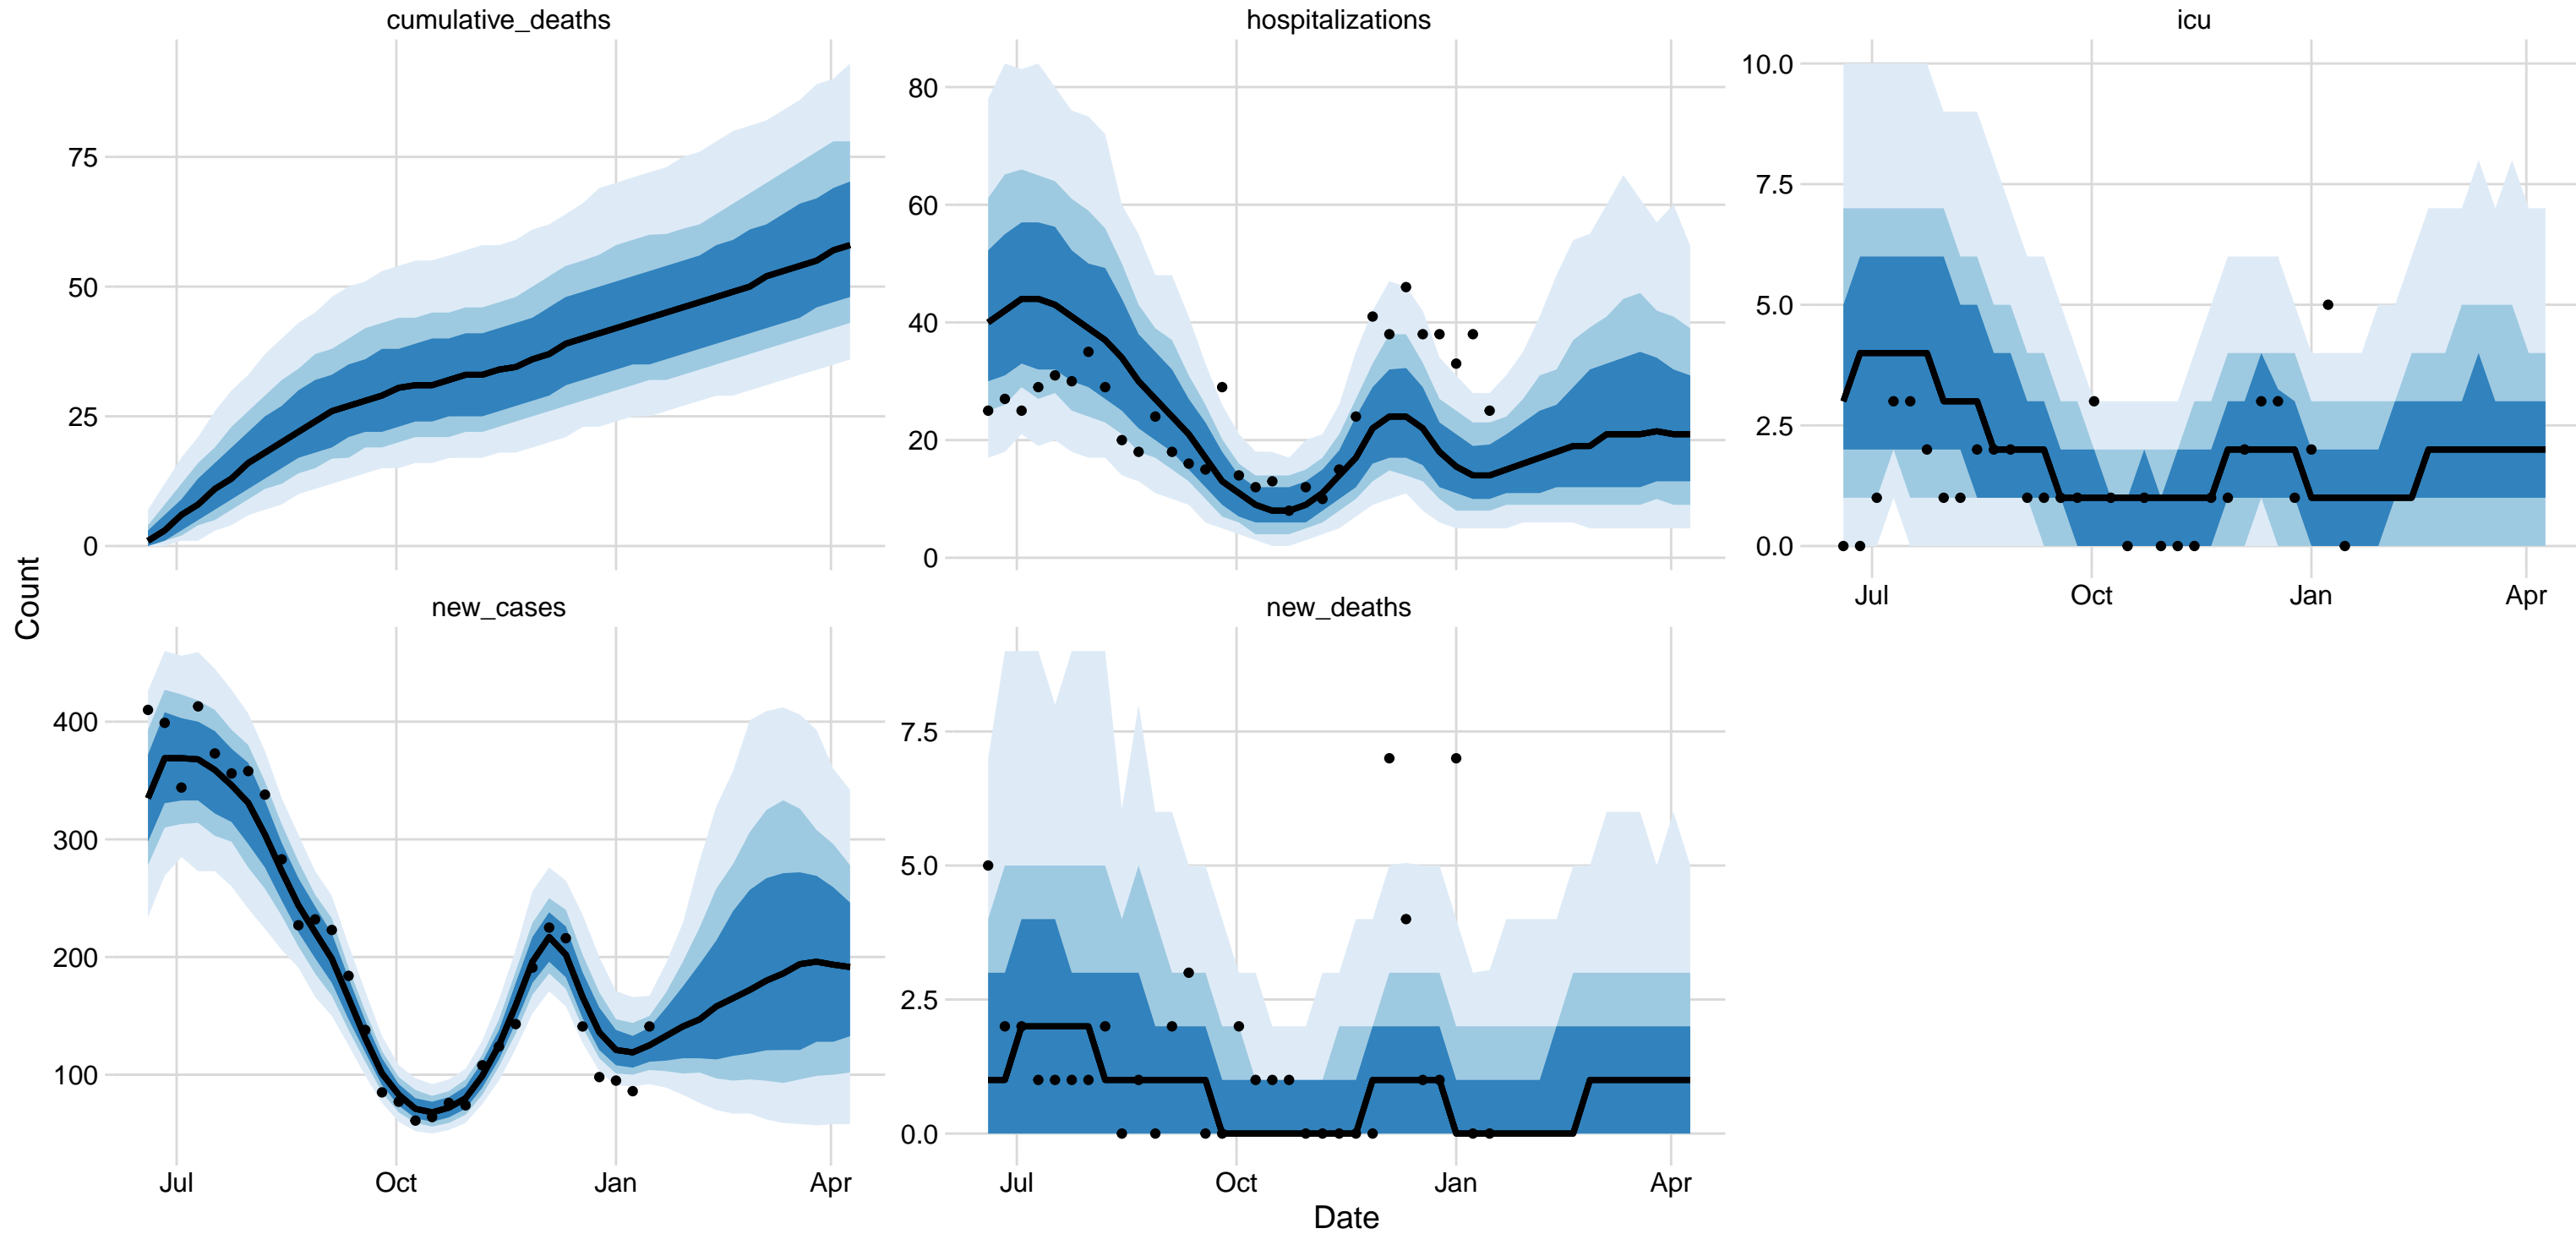 cumulative_deaths
hospitalizations
icu
75
50
25
0
80
60
40
20
0
10.0
7.5
5.0
2.5
0.0
Jul
Oct
Jan
Apr
Count
new_cases
new_deaths
400
300
200
100
7.5
5.0
2.5
0.0
Jul
Oct
Jan
Apr
Jul
Oct
Jan
Apr
Date